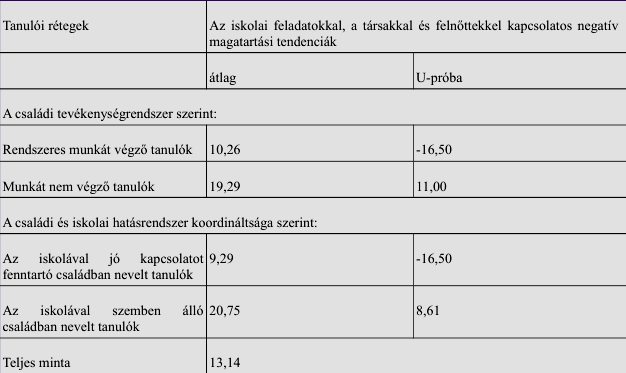 Tanulói rétegek
Az iskolai feladatokkal, a társakkal és felnőttekkel kapcsolatos negatív
magatartási tendenciák
átlag
U-próba
A családi tevékenységrendszer szerint:
Rendszeres munkát végző tanulók
10,26
-16,50
Munkát nem végző tanulók
19,29
11,00
A családi és iskolai hatásrendszer koordináltsága szerint:
Az iskolával jó kapcsolatot
fenntartó családban nevelt tanulók
9,29
-16,50
Az iskolával szemben álló
családban nevelt tanulók
20,75
8,61
Teljes minta
13,14